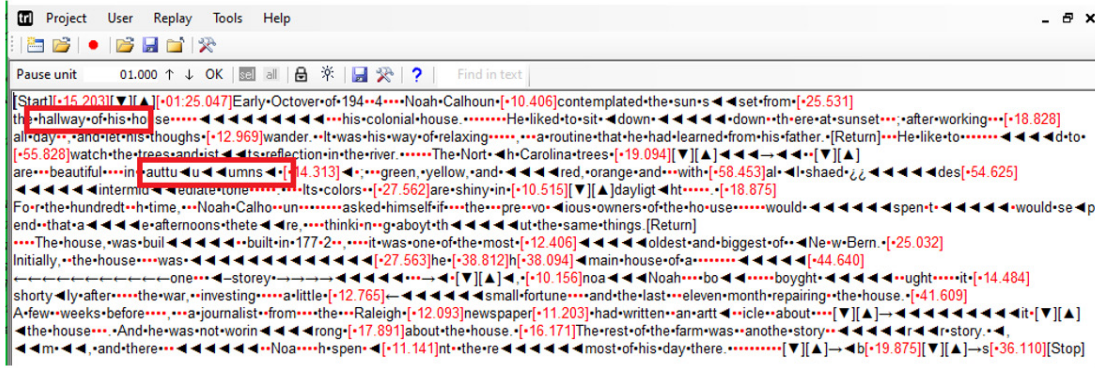 trl Project User Replay Tools Help
Pause unit 01.000 ↑ ↓ OK sel all ? Find in text
[Start][•15.203][▼][▲][•01:25.047]Early•Octover•of•194••4••••Noah•Calhoun•[•10.406]contemplated•the•sun•s◄◄set•from•[•25.531]
the•hallway•of•his•house•••••◄◄◄◄◄◄◄◄◄•••his•colonial•house.••••••••He•liked•to•sit•◄down•◄◄◄◄◄•down••th•ere•at•sunset•••;•after•working•••[•18.828]
all•day••,•and•let•his•thoughs•[•12.969]wander.••It•was•his•way•of•relaxing•••••,•••a•routine•that•he•had•learned•from•his•father.•[Return]•••He•like•to•••••••◄◄◄◄d•to•
[•55.828]watch•the•trees•and•ist◄◄ts•reflection•in•the•river.••••••The•Nort•◄h•Carolina•trees•[•19.094][▼][▲]◄◄◄→◄◄••[▼][▲]
are•••beautiful••••in•auttu◄u◄◄umns◄•[•14.313]◄•;•••green,•yellow,•and•◄◄◄◄red,•orange•and•••with•[•58.453]al•◄l•shaed•¿¿◄◄◄◄◄des[•54.625]
◄◄◄◄◄◄intermid◄◄ediate•tone•••••.••••Its•colors••[•27.562]are•shiny•in•[•10.515][▼][▲]dayligt◄ht•••••.•[•18.875]
Fo•r•the•hundredt••h•time,•••Noah•Calho••un•••••••••asked•himself•if••••the•••pre••vo•◄ious•owners•of•the•ho•use••••••would•◄◄◄◄◄◄spen•t•◄◄◄◄◄•would•se◄p
end••that•a◄◄◄e•afternoons•thete◄◄re,••••thinki•n••g•aboyt•h◄◄◄◄ut•the•same•things.[Return]
••••The•house,•was•buil◄◄◄◄◄••built•in•177•2••,••••it•was•one•of•the•most•[•12.406]◄◄◄◄◄oldest•and•biggest•of••◄Ne•w•Bern.•[•25.032]
Initially,••the•house••••was••◄◄◄◄◄◄◄◄◄[•27.563]he[•38.812]h[•38.094]◄main•house•of•a••••••••◄◄◄◄◄[•44.640]
←←←←←←←←←←←←←←one•••◄–storey•→→→→◄◄◄◄◄•••→◄•[▼][▲]◄,•[•10.156]noa◄◄◄Noah••••bo◄◄•••••boyght•◄◄◄◄◄••ught•••••it•[•14.484]
shorty◄ly•after•••••the•war,••investing•••••a•little•[•12.765]←◄◄◄◄◄◄small•fortune••••and•the•last•••eleven•month•repairing••the•house.•[•41.609]
A•few••weeks•before••••,•••a•journalist••from••••the•••Raleigh•[•12.093]newspaper[•11.203]•had•written••an•artt◄••icle•about••••[▼][▲]→◄◄◄◄◄◄◄◄◄it•[▼][▲]
◄the•house•••.•And•he•was•not•worin◄◄◄◄rong•[•17.891]about•the•house.•[•16.171]The•rest•of•the•farm•was••anothe•story••◄◄◄◄◄r◄◄r•story.•◄,
◄◄m•◄◄,•and•there•••◄◄◄◄◄◄••Noa••••h•spen•◄[•11.141]nt••the•re◄◄◄◄◄most•of•his•day•there.••••••••••[▼][▲]→◄b[•19.875][▼][▲]→s[•36.110][Stop]